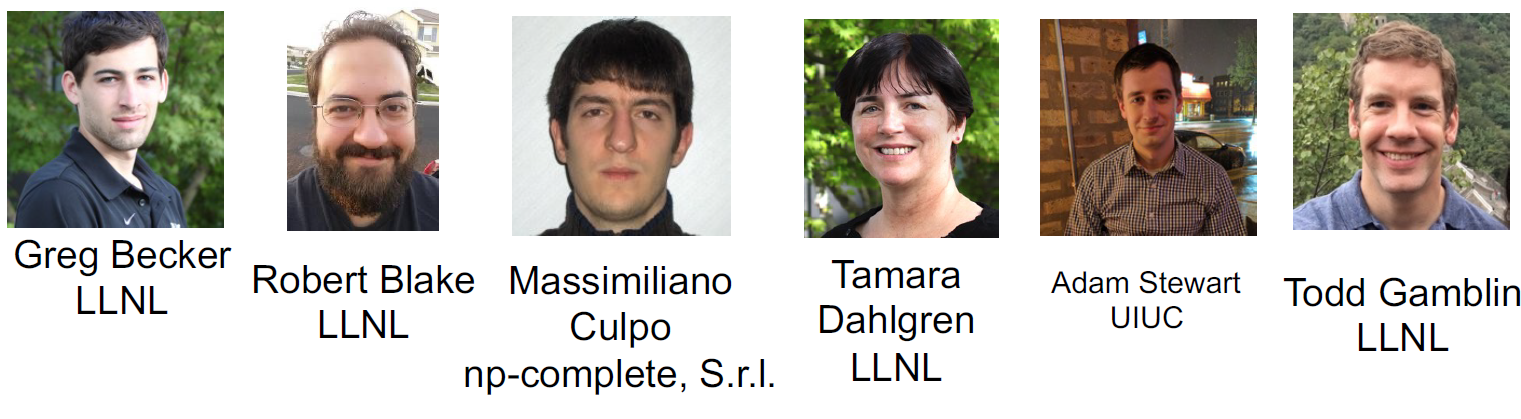 Greg Becker
LLNL
Robert Blake
LLNL
Massimiliano
Culpo
np-complete, S.r.l.
Tamara
Dahlgren
LLNL
Adam Stewart
UIUC
Todd Gamblin
LLNL